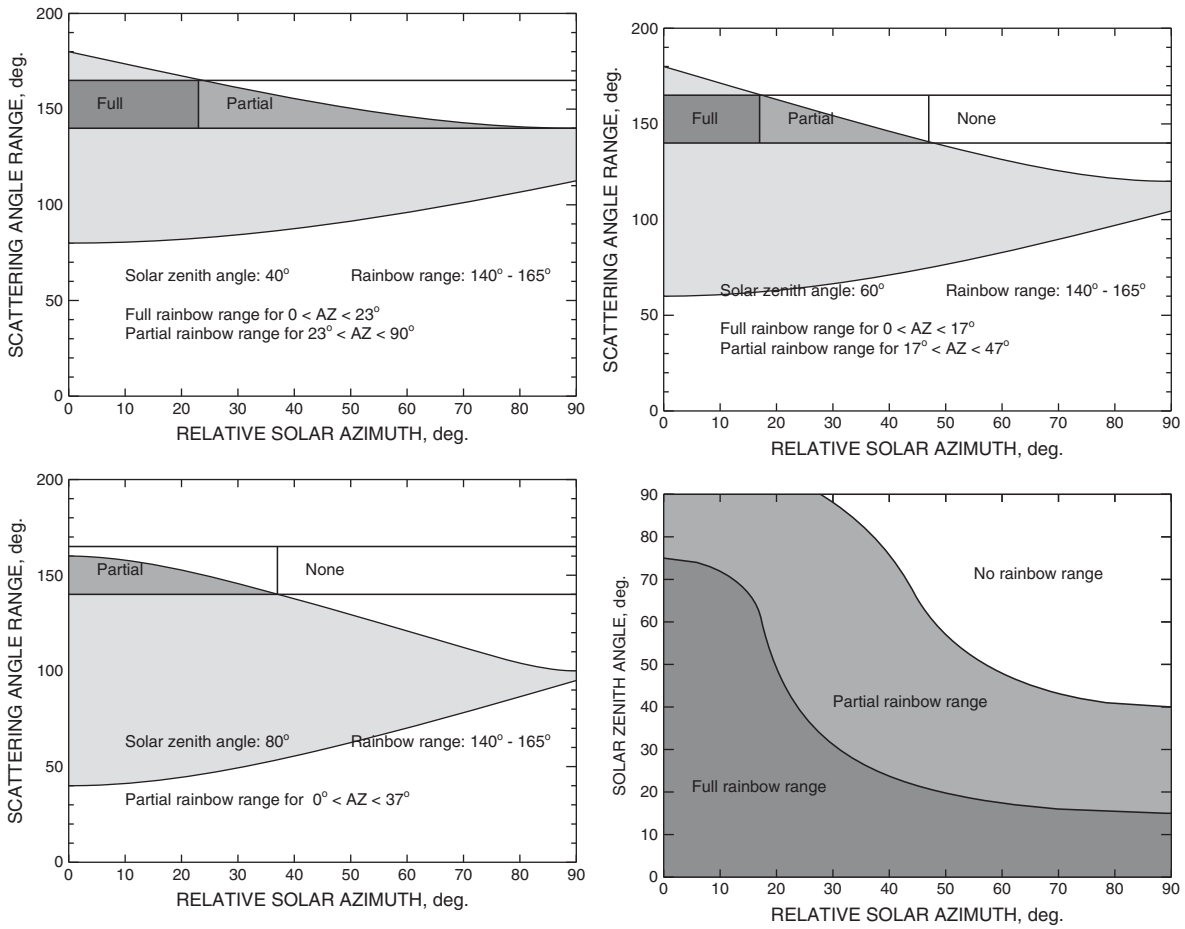 SCATTERING ANGLE RANGE, deg.
200
150
100
50
0
Full
Partial
Solar zenith angle: 40°
Rainbow range: 140° - 165°
Full rainbow range for 0 < AZ < 23°
Partial rainbow range for 23° < AZ < 90°
0 10 20 30 40 50 60 70 80 90
RELATIVE SOLAR AZIMUTH, deg.
SCATTERING ANGLE RANGE, deg.
200
150
100
50
0
Full
Partial
None
Solar zenith angle: 60°
Rainbow range: 140° - 165°
Full rainbow range for 0 < AZ < 17°
Partial rainbow range for 17° < AZ < 47°
0 10 20 30 40 50 60 70 80 90
RELATIVE SOLAR AZIMUTH, deg.
SCATTERING ANGLE RANGE, deg.
200
150
100
50
0
Partial
None
Solar zenith angle: 80°
Rainbow range: 140° - 165°
Partial rainbow range for 0° < AZ < 37°
0 10 20 30 40 50 60 70 80 90
RELATIVE SOLAR AZIMUTH, deg.
SOLAR ZENITH ANGLE, deg.
90
80
70
60
50
40
30
20
10
0
No rainbow range
Partial rainbow range
Full rainbow range
0 10 20 30 40 50 60 70 80 90
RELATIVE SOLAR AZIMUTH, deg.